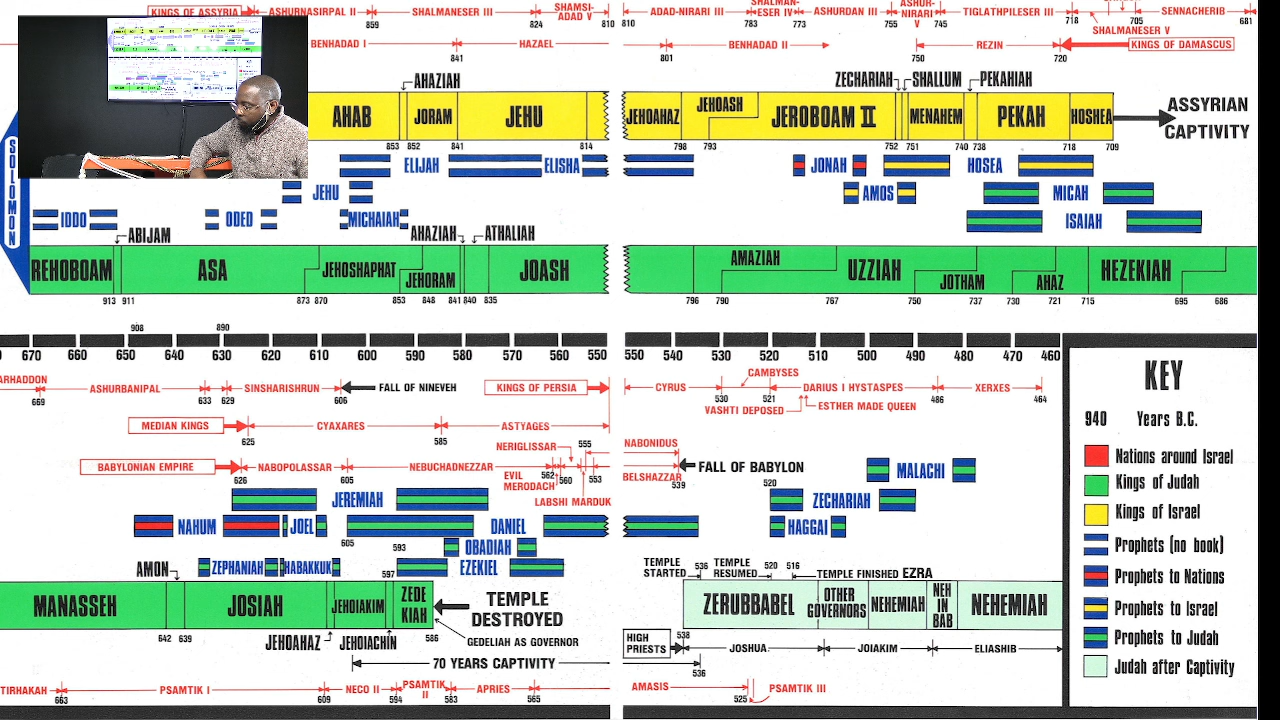 KINGS OF ASSYRIA ASHURNASIRPAL II SHALMANESER III SHAMSI-ADAD V ADAD-NIRARI III SHALMAN-ESER IV ASHURDAN III ASHUR-NIRARI V TIGLATHPILESER III SHALMANESER V SENNACHERIB
859 824 810 810 783 773 755 745 718 705 681
BENHADAD I HAZAEL BENHADAD II REZIN KINGS OF DAMASCUS
841 801 750 720
AHAZIAH ZECHARIAH SHALLUM PEKAHIAH
AHAB JORAM JEHU JEHOAHAZ JEHOASH JEROBOAM II MENAHEM PEKAH HOSHEA ASSYRIAN CAPTIVITY
853 852 841 814 798 793 752 751 740 738 718 709
ELIJAH ELISHA JONAH HOSEA
JEHU AMOS MICAH
IDDO ODED MICHAIAH ISAIAH
SOLOMON
ABIJAM AHAZIAH ATHALIAH
REHOBOAM ASA JEHOSHAPHAT JEHORAM JOASH AMAZIAH UZZIAH JOTHAM AHAZ HEZEKIAH
913 911 873 870 853 848 841 840 835 796 790 767 750 737 730 721 715 695 686
908 890
670 660 650 640 630 620 610 600 590 580 570 560 550 550 540 530 520 510 500 490 480 470 460
ARHADDON ASHURBANIPAL SINSHARISHRUN FALL OF NINEVEH KINGS OF PERSIA CYRUS CAMBYSES DARIUS I HYSTASPES XERXES
669 633 629 606 530 521 486 464
VASHTI DEPOSED ESTHER MADE QUEEN
MEDIAN KINGS CYAXARES ASTYAGES
625 585
NERIGLISSAR 555 NABONIDUS
BABYLONIAN EMPIRE NABOPOLASSAR NEBUCHADNEZZAR FALL OF BABYLON MALACHI
626 605 EVIL MERODACH 562 560 553 BELSHAZZAR 539 520
LABSHI MARDUK
JEREMIAH ZECHARIAH
NAHUM JOEL DANIEL HAGGAI
605 593
OBADIAH
ZEPHANIAH HABAKKUK EZEKIEL
AMON 597
TEMPLE STARTED 536 TEMPLE RESUMED 520 516 TEMPLE FINISHED EZRA
MANASSEH JOSIAH JEHOIAKIM ZEDEKIAH TEMPLE DESTROYED ZERUBBABEL OTHER GOVERNORS NEHEMIAH NEH IN BAB NEHEMIAH
642 639 JEHOAHAZ JEHOIACHIN 586 GEDELIAH AS GOVERNOR
HIGH PRIESTS 538 JOSHUA JOIAKIM ELIASHIB
70 YEARS CAPTIVITY 536
TIRHAKAH PSAMTIK I NECO II PSAMTIK II APRIES AMASIS PSAMTIK III
663 609 594 583 565 525
KEY
940 Years B.C.
Nations around Israel
Kings of Judah
Kings of Israel
Prophets (no book)
Prophets to Nations
Prophets to Israel
Prophets to Judah
Judah after Captivity